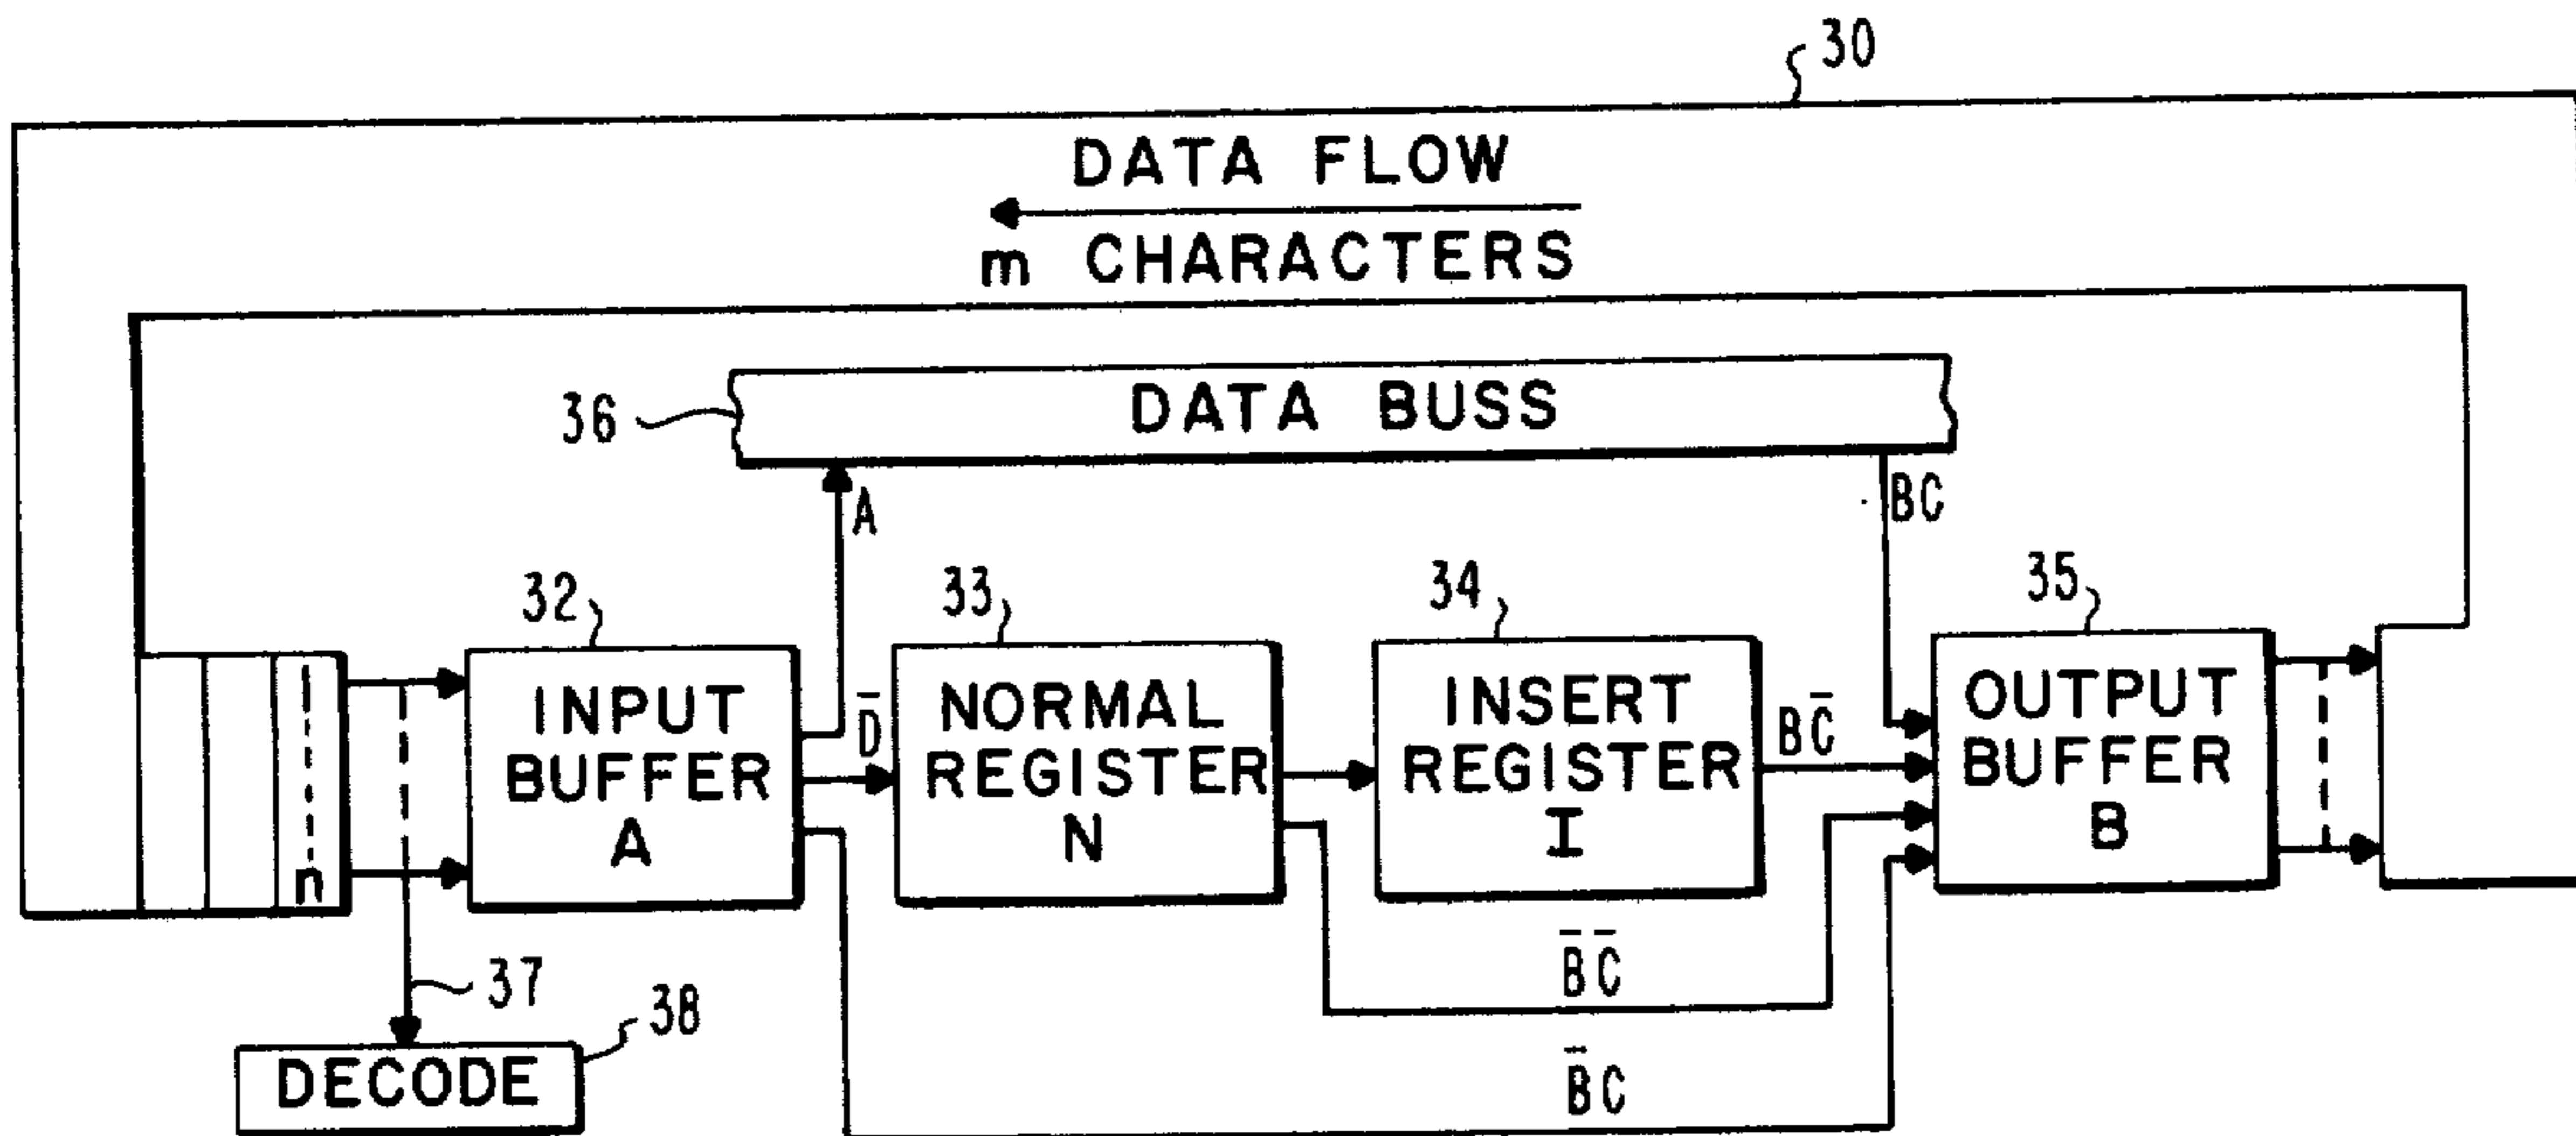 30
DATA FLOW
m CHARACTERS
36
DATA BUSS
A
BC
32
33
34
35
D̅
n
INPUT
BUFFER
A
NORMAL
REGISTER
N
INSERT
REGISTER
I
BC̅
OUTPUT
BUFFER
B
37
B̅C̅
38
DECODE
B̅C